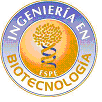 INGENIERÍA EN
ESPE
BIOTECNOLOGÍA